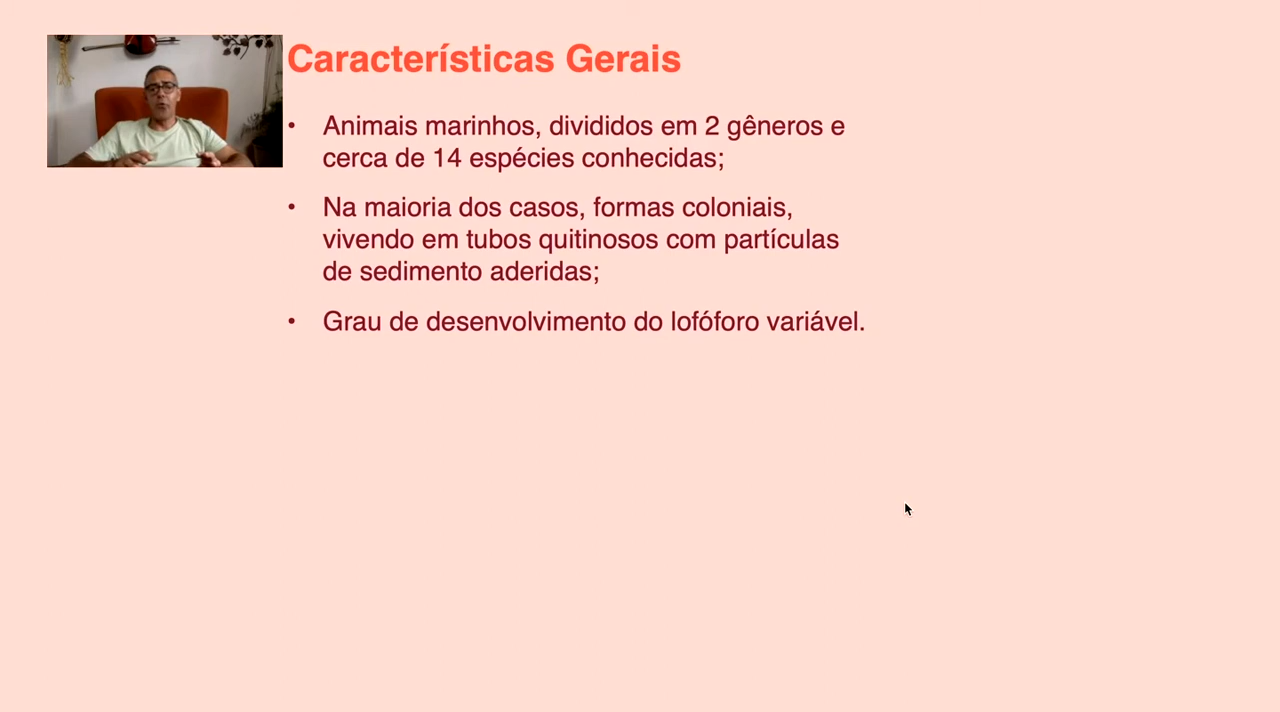 Características Gerais
• Animais marinhos, divididos em 2 gêneros e
cerca de 14 espécies conhecidas;
• Na maioria dos casos, formas coloniais,
vivendo em tubos quitinosos com partículas
de sedimento aderidas;
• Grau de desenvolvimento do lofóforo variável.